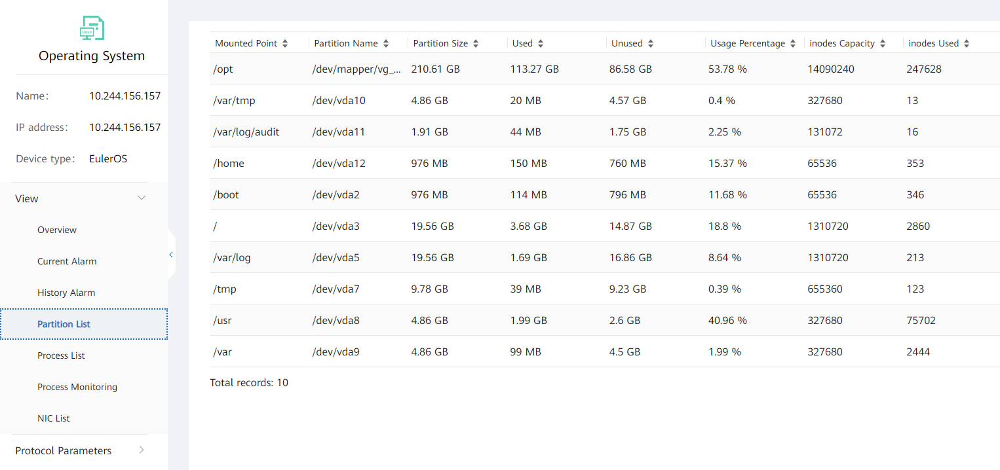 Linux
Operating System
Name: 10.244.156.157
IP address: 10.244.156.157
Device type: EulerOS
View
Overview
Current Alarm
History Alarm
Partition List
Process List
Process Monitoring
NIC List
Protocol Parameters
Mounted Point Partition Name Partition Size Used Unused Usage Percentage inodes Capacity inodes Used
/opt /dev/mapper/vg_... 210.61 GB 113.27 GB 86.58 GB 53.78 % 14090240 247628
/var/tmp /dev/vda10 4.86 GB 20 MB 4.57 GB 0.4 % 327680 13
/var/log/audit /dev/vda11 1.91 GB 44 MB 1.75 GB 2.25 % 131072 16
/home /dev/vda12 976 MB 150 MB 760 MB 15.37 % 65536 353
/boot /dev/vda2 976 MB 114 MB 796 MB 11.68 % 65536 346
/ /dev/vda3 19.56 GB 3.68 GB 14.87 GB 18.8 % 1310720 2860
/var/log /dev/vda5 19.56 GB 1.69 GB 16.86 GB 8.64 % 1310720 213
/tmp /dev/vda7 9.78 GB 39 MB 9.23 GB 0.39 % 655360 123
/usr /dev/vda8 4.86 GB 1.99 GB 2.6 GB 40.96 % 327680 75702
/var /dev/vda9 4.86 GB 99 MB 4.5 GB 1.99 % 327680 2444
Total records: 10